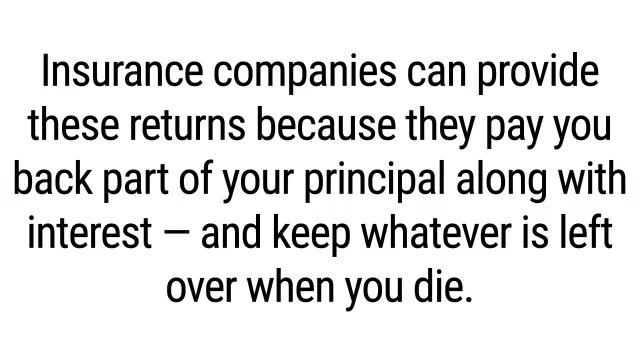 Insurance companies can provide
these returns because they pay you
back part of your principal along with
interest — and keep whatever is left
over when you die.